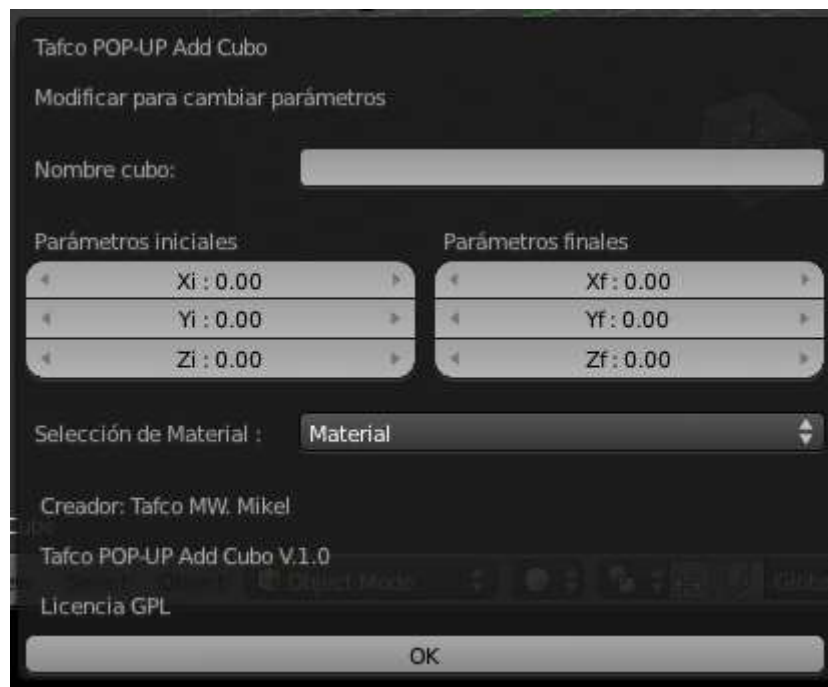 Tafco POP-UP Add Cubo
Modificar para cambiar parámetros
Nombre cubo:
Parámetros iniciales
Parámetros finales
Xi : 0.00
Xf : 0.00
Yi : 0.00
Yf : 0.00
Zi : 0.00
Zf : 0.00
Selección de Material :
Material
Creador: Tafco MW. Mikel
Tafco POP-UP Add Cubo V.1.0
Object Mode
Licencia GPL
OK